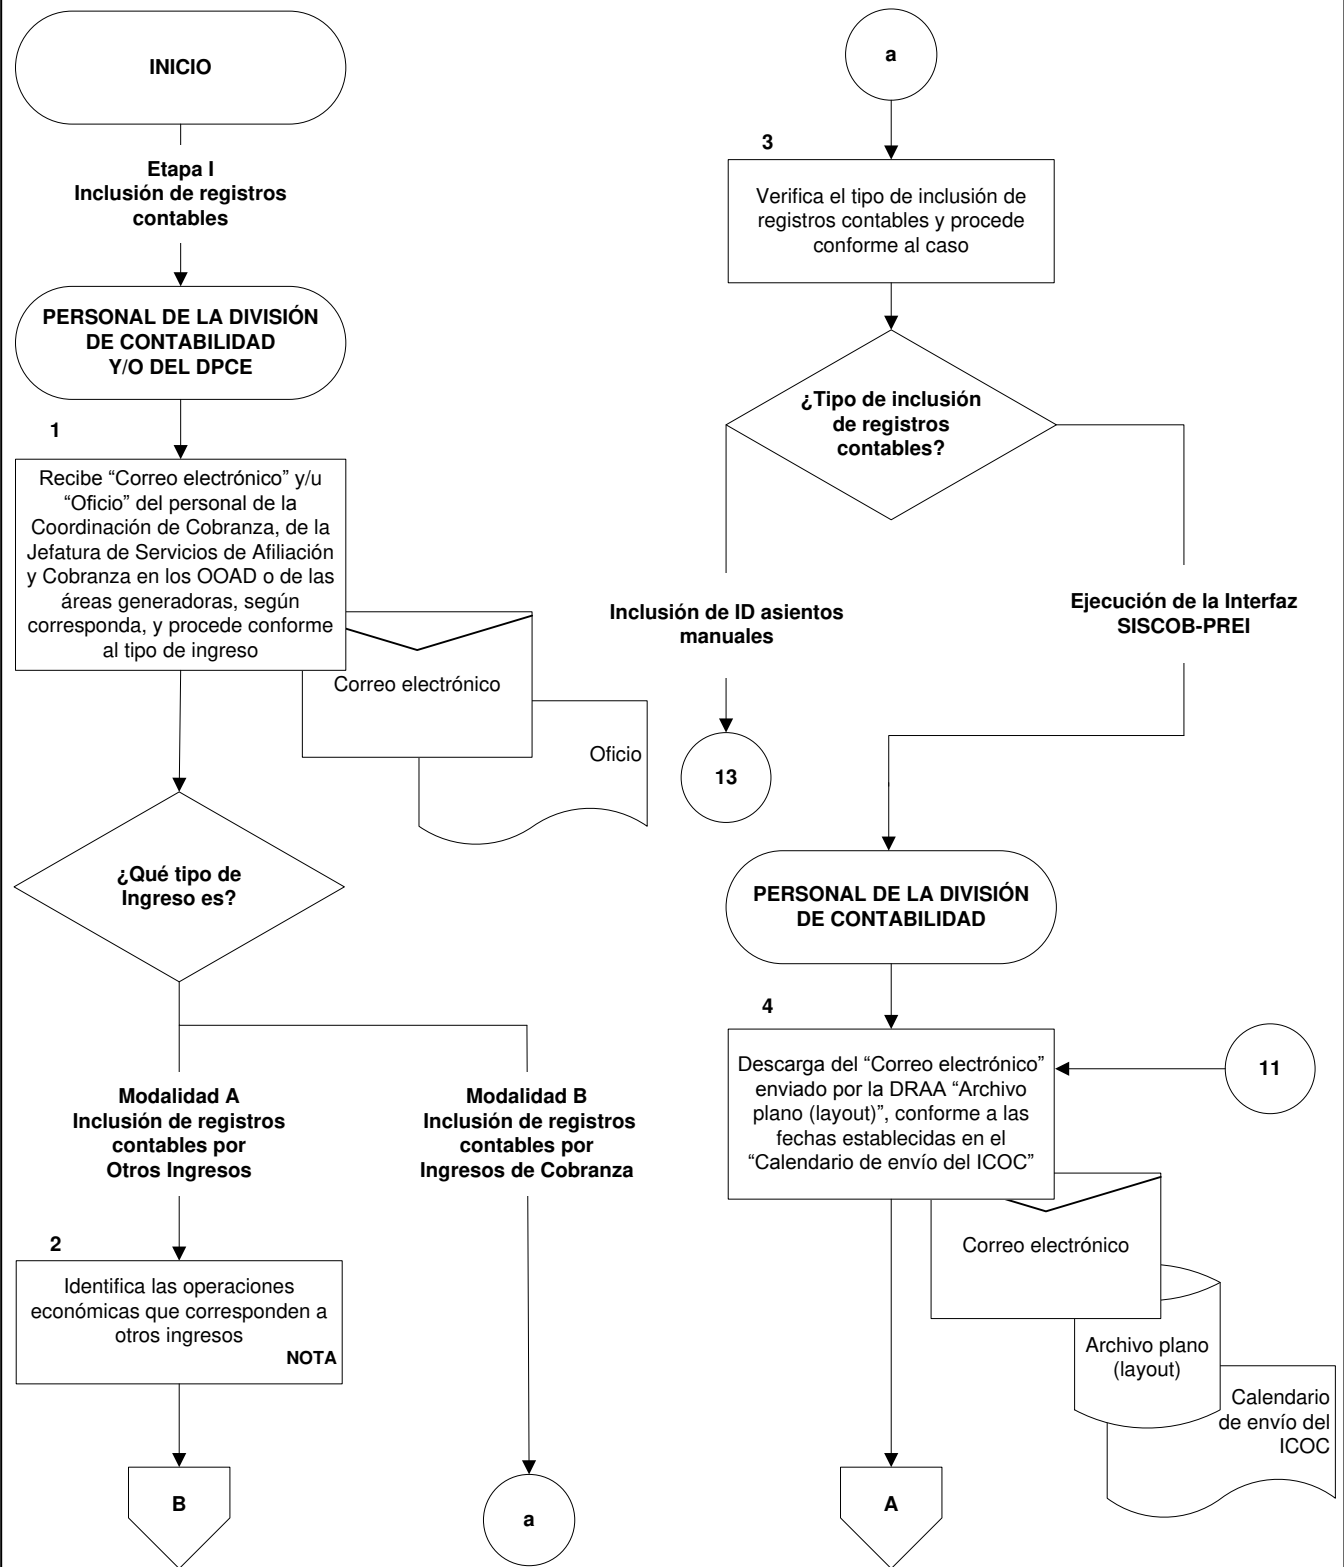 INICIO
Etapa I
Inclusión de registros
contables
PERSONAL DE LA DIVISIÓN
DE CONTABILIDAD
Y/O DEL DPCE
1
Recibe “Correo electrónico” y/u
“Oficio” del personal de la
Coordinación de Cobranza, de la
Jefatura de Servicios de Afiliación
y Cobranza en los OOAD o de las
áreas generadoras, según
corresponda, y procede conforme
al tipo de ingreso
Correo electrónico
Oficio
¿Qué tipo de
Ingreso es?
Modalidad A
Inclusión de registros
contables por
Otros Ingresos
Modalidad B
Inclusión de registros
contables por
Ingresos de Cobranza
2
Identifica las operaciones
económicas que corresponden a
otros ingresos
NOTA
B
a
a
3
Verifica el tipo de inclusión de
registros contables y procede
conforme al caso
¿Tipo de inclusión
de registros
contables?
Inclusión de ID asientos
manuales
Ejecución de la Interfaz
SISCOB-PREI
13
PERSONAL DE LA DIVISIÓN
DE CONTABILIDAD
4
Descarga del “Correo electrónico”
enviado por la DRAA “Archivo
plano (layout)”, conforme a las
fechas establecidas en el
“Calendario de envío del ICOC”
11
Correo electrónico
Archivo plano
(layout)
Calendario
de envío del
ICOC
A